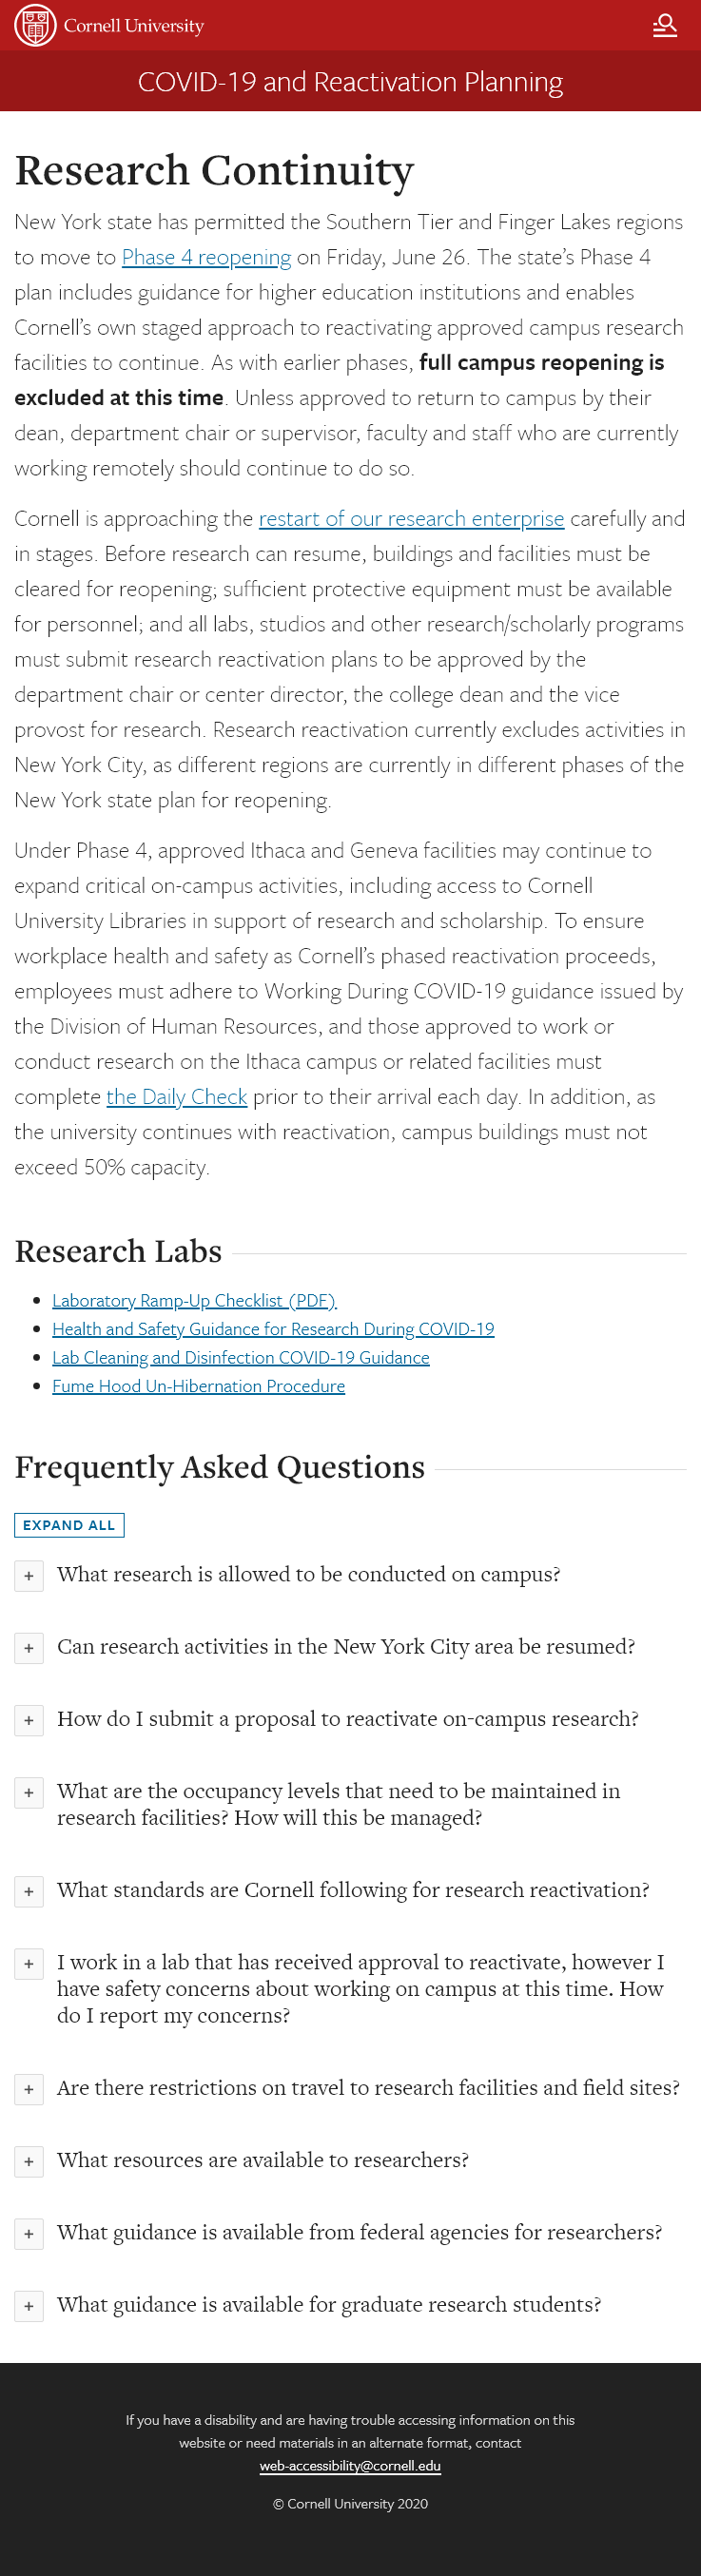 Cornell University
COVID-19 and Reactivation Planning
Research Continuity
New York state has permitted the Southern Tier and Finger Lakes regions
to move to Phase 4 reopening on Friday, June 26. The state’s Phase 4
plan includes guidance for higher education institutions and enables
Cornell’s own staged approach to reactivating approved campus research
facilities to continue. As with earlier phases, full campus reopening is
excluded at this time. Unless approved to return to campus by their
dean, department chair or supervisor, faculty and staff who are currently
working remotely should continue to do so.
Cornell is approaching the restart of our research enterprise carefully and
in stages. Before research can resume, buildings and facilities must be
cleared for reopening; sufficient protective equipment must be available
for personnel; and all labs, studios and other research/scholarly programs
must submit research reactivation plans to be approved by the
department chair or center director, the college dean and the vice
provost for research. Research reactivation currently excludes activities in
New York City, as different regions are currently in different phases of the
New York state plan for reopening.
Under Phase 4, approved Ithaca and Geneva facilities may continue to
expand critical on-campus activities, including access to Cornell
University Libraries in support of research and scholarship. To ensure
workplace health and safety as Cornell’s phased reactivation proceeds,
employees must adhere to Working During COVID-19 guidance issued by
the Division of Human Resources, and those approved to work or
conduct research on the Ithaca campus or related facilities must
complete the Daily Check prior to their arrival each day. In addition, as
the university continues with reactivation, campus buildings must not
exceed 50% capacity.
Research Labs
• Laboratory Ramp-Up Checklist (PDF)
• Health and Safety Guidance for Research During COVID-19
• Lab Cleaning and Disinfection COVID-19 Guidance
• Fume Hood Un-Hibernation Procedure
Frequently Asked Questions
EXPAND ALL
+ What research is allowed to be conducted on campus?
+ Can research activities in the New York City area be resumed?
+ How do I submit a proposal to reactivate on-campus research?
+ What are the occupancy levels that need to be maintained in
research facilities? How will this be managed?
+ What standards are Cornell following for research reactivation?
+ I work in a lab that has received approval to reactivate, however I
have safety concerns about working on campus at this time. How
do I report my concerns?
+ Are there restrictions on travel to research facilities and field sites?
+ What resources are available to researchers?
+ What guidance is available from federal agencies for researchers?
+ What guidance is available for graduate research students?
If you have a disability and are having trouble accessing information on this
website or need materials in an alternate format, contact
web-accessibility@cornell.edu
© Cornell University 2020